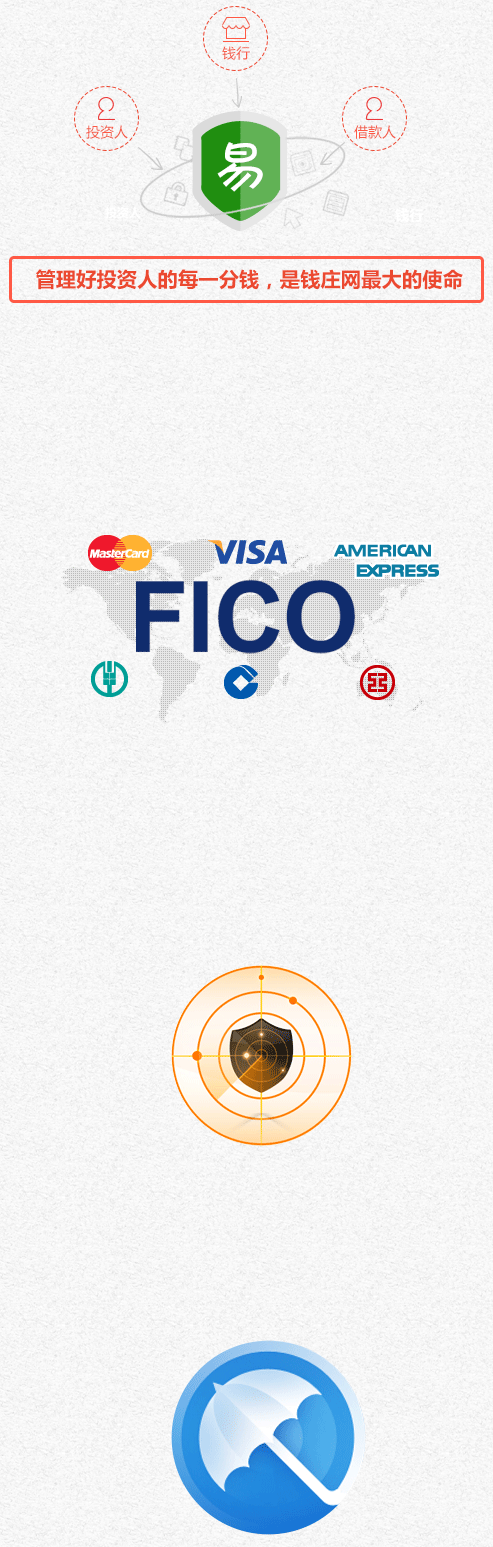 钱行
投资人
借款人
易
管理好投资人的每一分钱，是钱庄网最大的使命
MasterCard
VISA
AMERICAN
EXPRESS
FICO